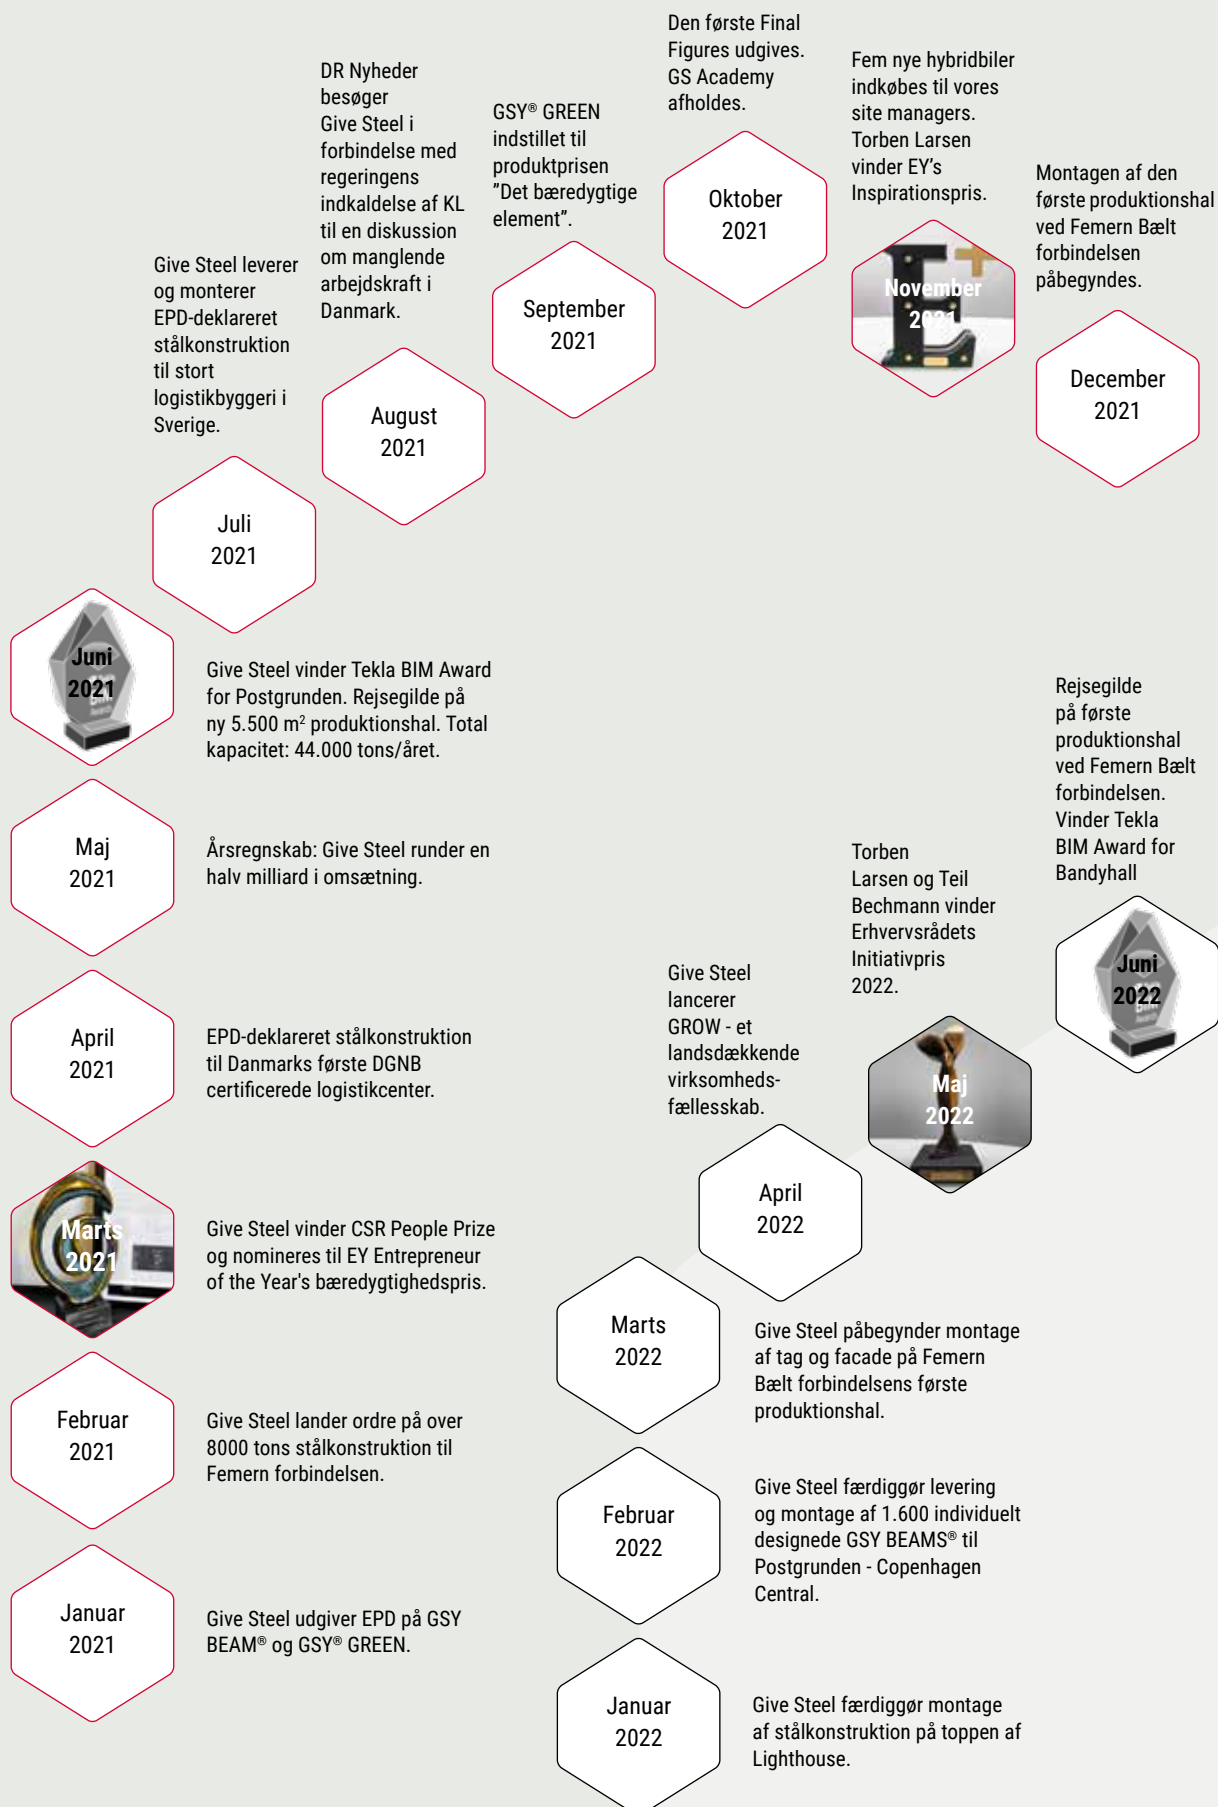 Januar
2021
Give Steel udgiver EPD på GSY
BEAM® og GSY® GREEN.
Februar
2021
Give Steel lander ordre på over
8000 tons stålkonstruktion til
Femern forbindelsen.
Marts
2021
Give Steel vinder CSR People Prize
og nomineres til EY Entrepreneur
of the Year's bæredygtighedspris.
April
2021
EPD-deklareret stålkonstruktion
til Danmarks første DGNB
certificerede logistikcenter.
Maj
2021
Årsregnskab: Give Steel runder en
halv milliard i omsætning.
Juni
2021
Give Steel vinder Tekla BIM Award
for Postgrunden. Rejsegilde på
ny 5.500 m² produktionshal. Total
kapacitet: 44.000 tons/året.
Give Steel leverer
og monterer
EPD-deklareret
stålkonstruktion
til stort
logistikbyggeri i
Sverige.
Juli
2021
DR Nyheder
besøger
Give Steel i
forbindelse med
regeringens
indkaldelse af KL
til en diskussion
om manglende
arbejdskraft i
Danmark.
August
2021
GSY® GREEN
indstillet til
produktprisen
”Det bæredygtige
element”.
September
2021
Den første Final
Figures udgives.
GS Academy
afholdes.
Oktober
2021
Fem nye hybridbiler
indkøbes til vores
site managers.
Torben Larsen
vinder EY’s
Inspirationspris.
November
2021
Montagen af den
første produktionshal
ved Femern Bælt
forbindelsen
påbegyndes.
December
2021
Januar
2022
Give Steel færdiggør montage
af stålkonstruktion på toppen af
Lighthouse.
Februar
2022
Give Steel færdiggør levering
og montage af 1.600 individuelt
designede GSY BEAMS® til
Postgrunden - Copenhagen
Central.
Marts
2022
Give Steel påbegynder montage
af tag og facade på Femern
Bælt forbindelsens første
produktionshal.
Give Steel
lancerer
GROW - et
landsdækkende
virksomheds-
fællesskab.
April
2022
Torben
Larsen og Teil
Bechmann vinder
Erhvervsrådets
Initiativpris
2022.
Maj
2022
Rejsegilde
på første
produktionshal
ved Femern Bælt
forbindelsen.
Vinder Tekla
BIM Award for
Bandyhall
Juni
2022